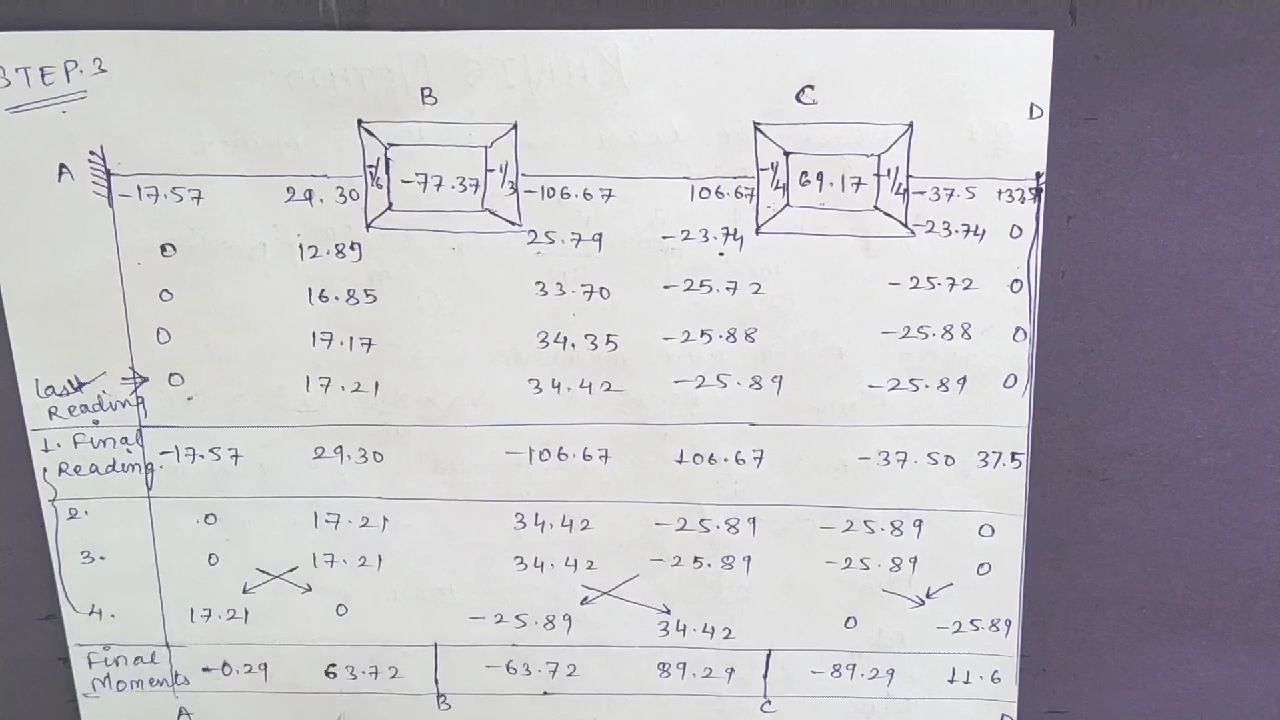 STEP.3
B C D
A
-1/6 -77.37 -1/3 -1/4 69.17 -1/4
-17.57 29.30 -106.67 106.67 -37.5
0 12.89 25.79 -23.74 -23.74 0
0 16.85 33.70 -25.72 -25.72 0
0 17.17 34.35 -25.88 -25.88 0
Last Reading => 0 17.21 34.42 -25.89 -25.89 0
1. Final Reading. -17.57 29.30 -106.67 106.67 -37.50 37.5
2. 0 17.21 34.42 -25.89 -25.89 0
3. 0 17.21 34.42 -25.89 -25.89 0
4. 17.21 0 -25.89 34.42 0 -25.89
Final Moments -0.29 63.72 -63.72 89.29 -89.29 11.6
A B C D